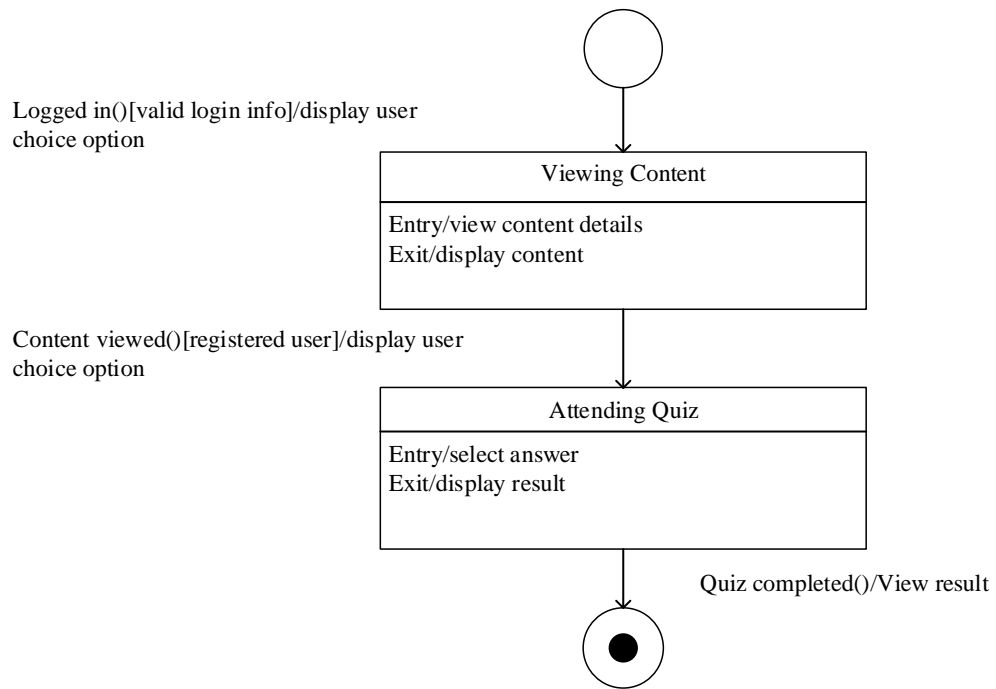 Logged in()[valid login info]/display user
choice option
Viewing Content
Entry/view content details
Exit/display content
Content viewed()[registered user]/display user
choice option
Attending Quiz
Entry/select answer
Exit/display result
Quiz completed()/View result